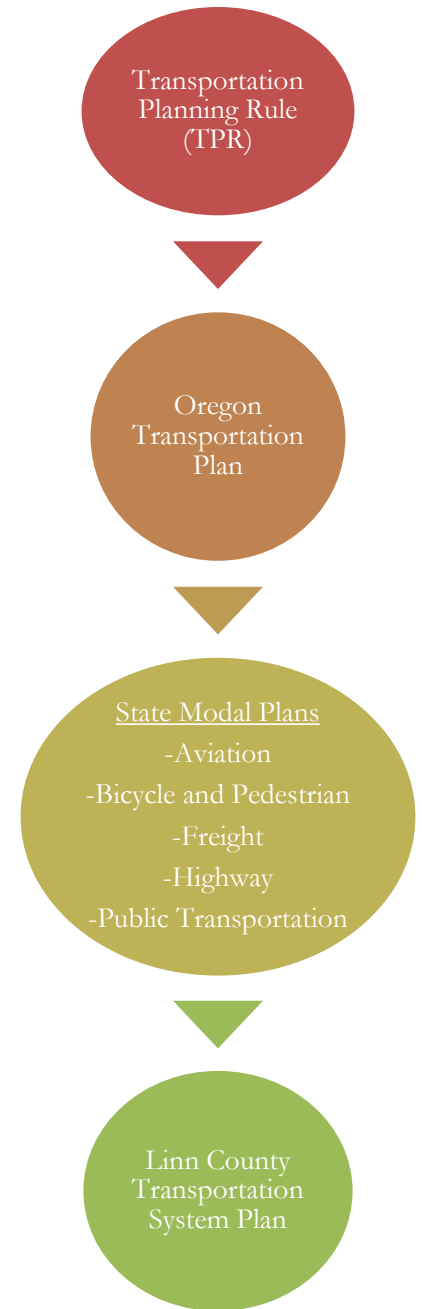 Transportation
Planning Rule
(TPR)
Oregon
Transportation
Plan
State Modal Plans
-Aviation
-Bicycle and Pedestrian
-Freight
-Highway
-Public Transportation
Linn County
Transportation
System Plan